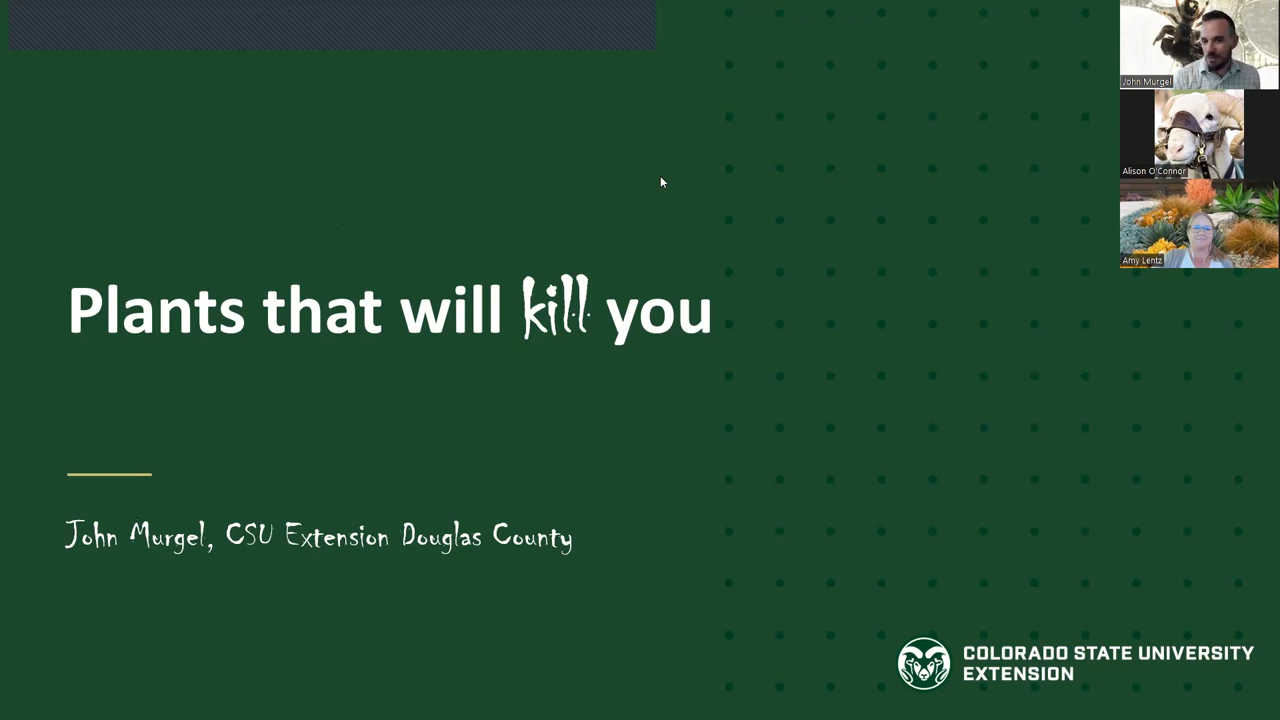 Plants that will kill you
John Murgel, CSU Extension Douglas County
COLORADO STATE UNIVERSITY
EXTENSION
John Murgel
Alison O'Connor
Amy Lentz